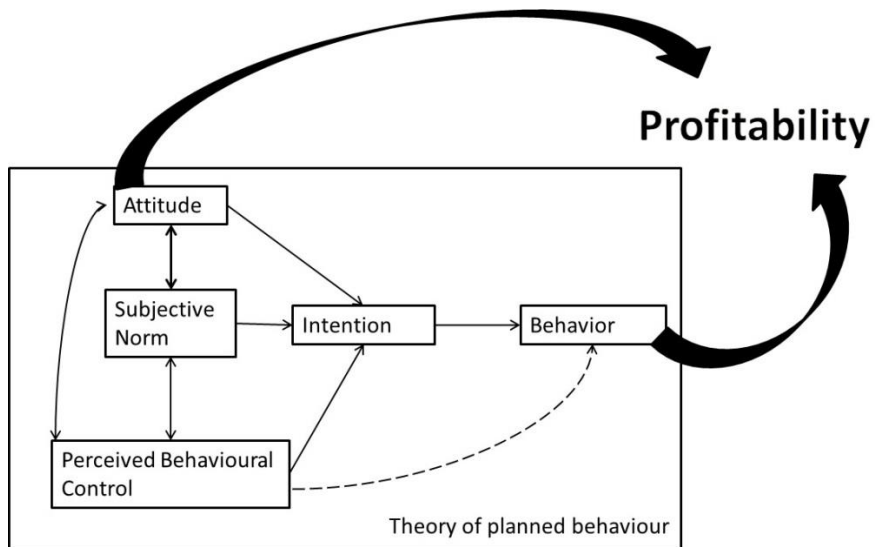 Profitability
Attitude
Subjective
Norm
Intention
Behavior
Perceived Behavioural
Control
Theory of planned behaviour